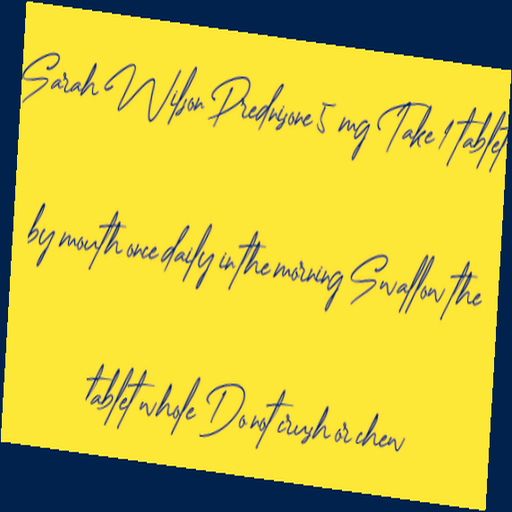 Sarah Wilson Prednisone 5 mg Take 1 tablet
by mouth once daily in the morning Swallow the
tablet whole Do not crush or chew